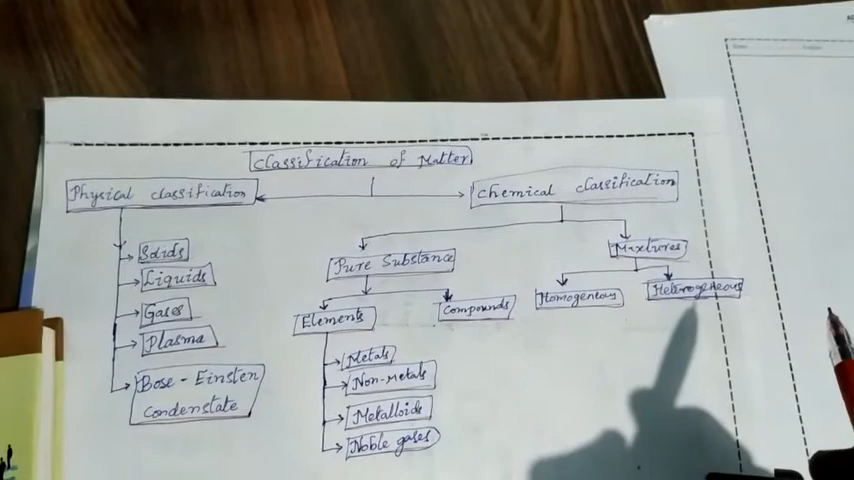 Classification of Matter
Physical classification
chemical classification
Solids
Liquids
Gases
Plasma
Bose - Einsten
Condenstate
Pure Substance
Mixtures
Elements
Compounds
Homogeneous
Heterogeneous
Metals
Non-Metals
Metalloids
Noble gases